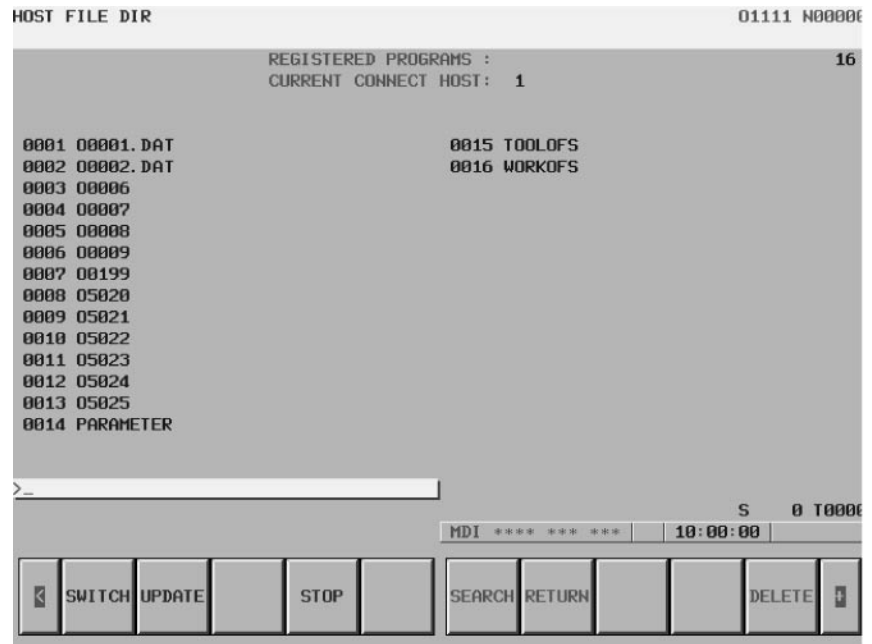 HOST FILE DIR O1111 N00000
REGISTERED PROGRAMS : 16
CURRENT CONNECT HOST: 1
0001 O0001.DAT
0002 O0002.DAT
0003 O0006
0004 O0007
0005 O0008
0006 O0009
0007 O0199
0008 O5020
0009 O5021
0010 O5022
0011 O5023
0012 O5024
0013 O5025
0014 PARAMETER
0015 TOOLOFS
0016 WORKOFS
>_
S 0 T0000
MDI **** *** *** 10:00:00
< SWITCH UPDATE STOP SEARCH RETURN DELETE +